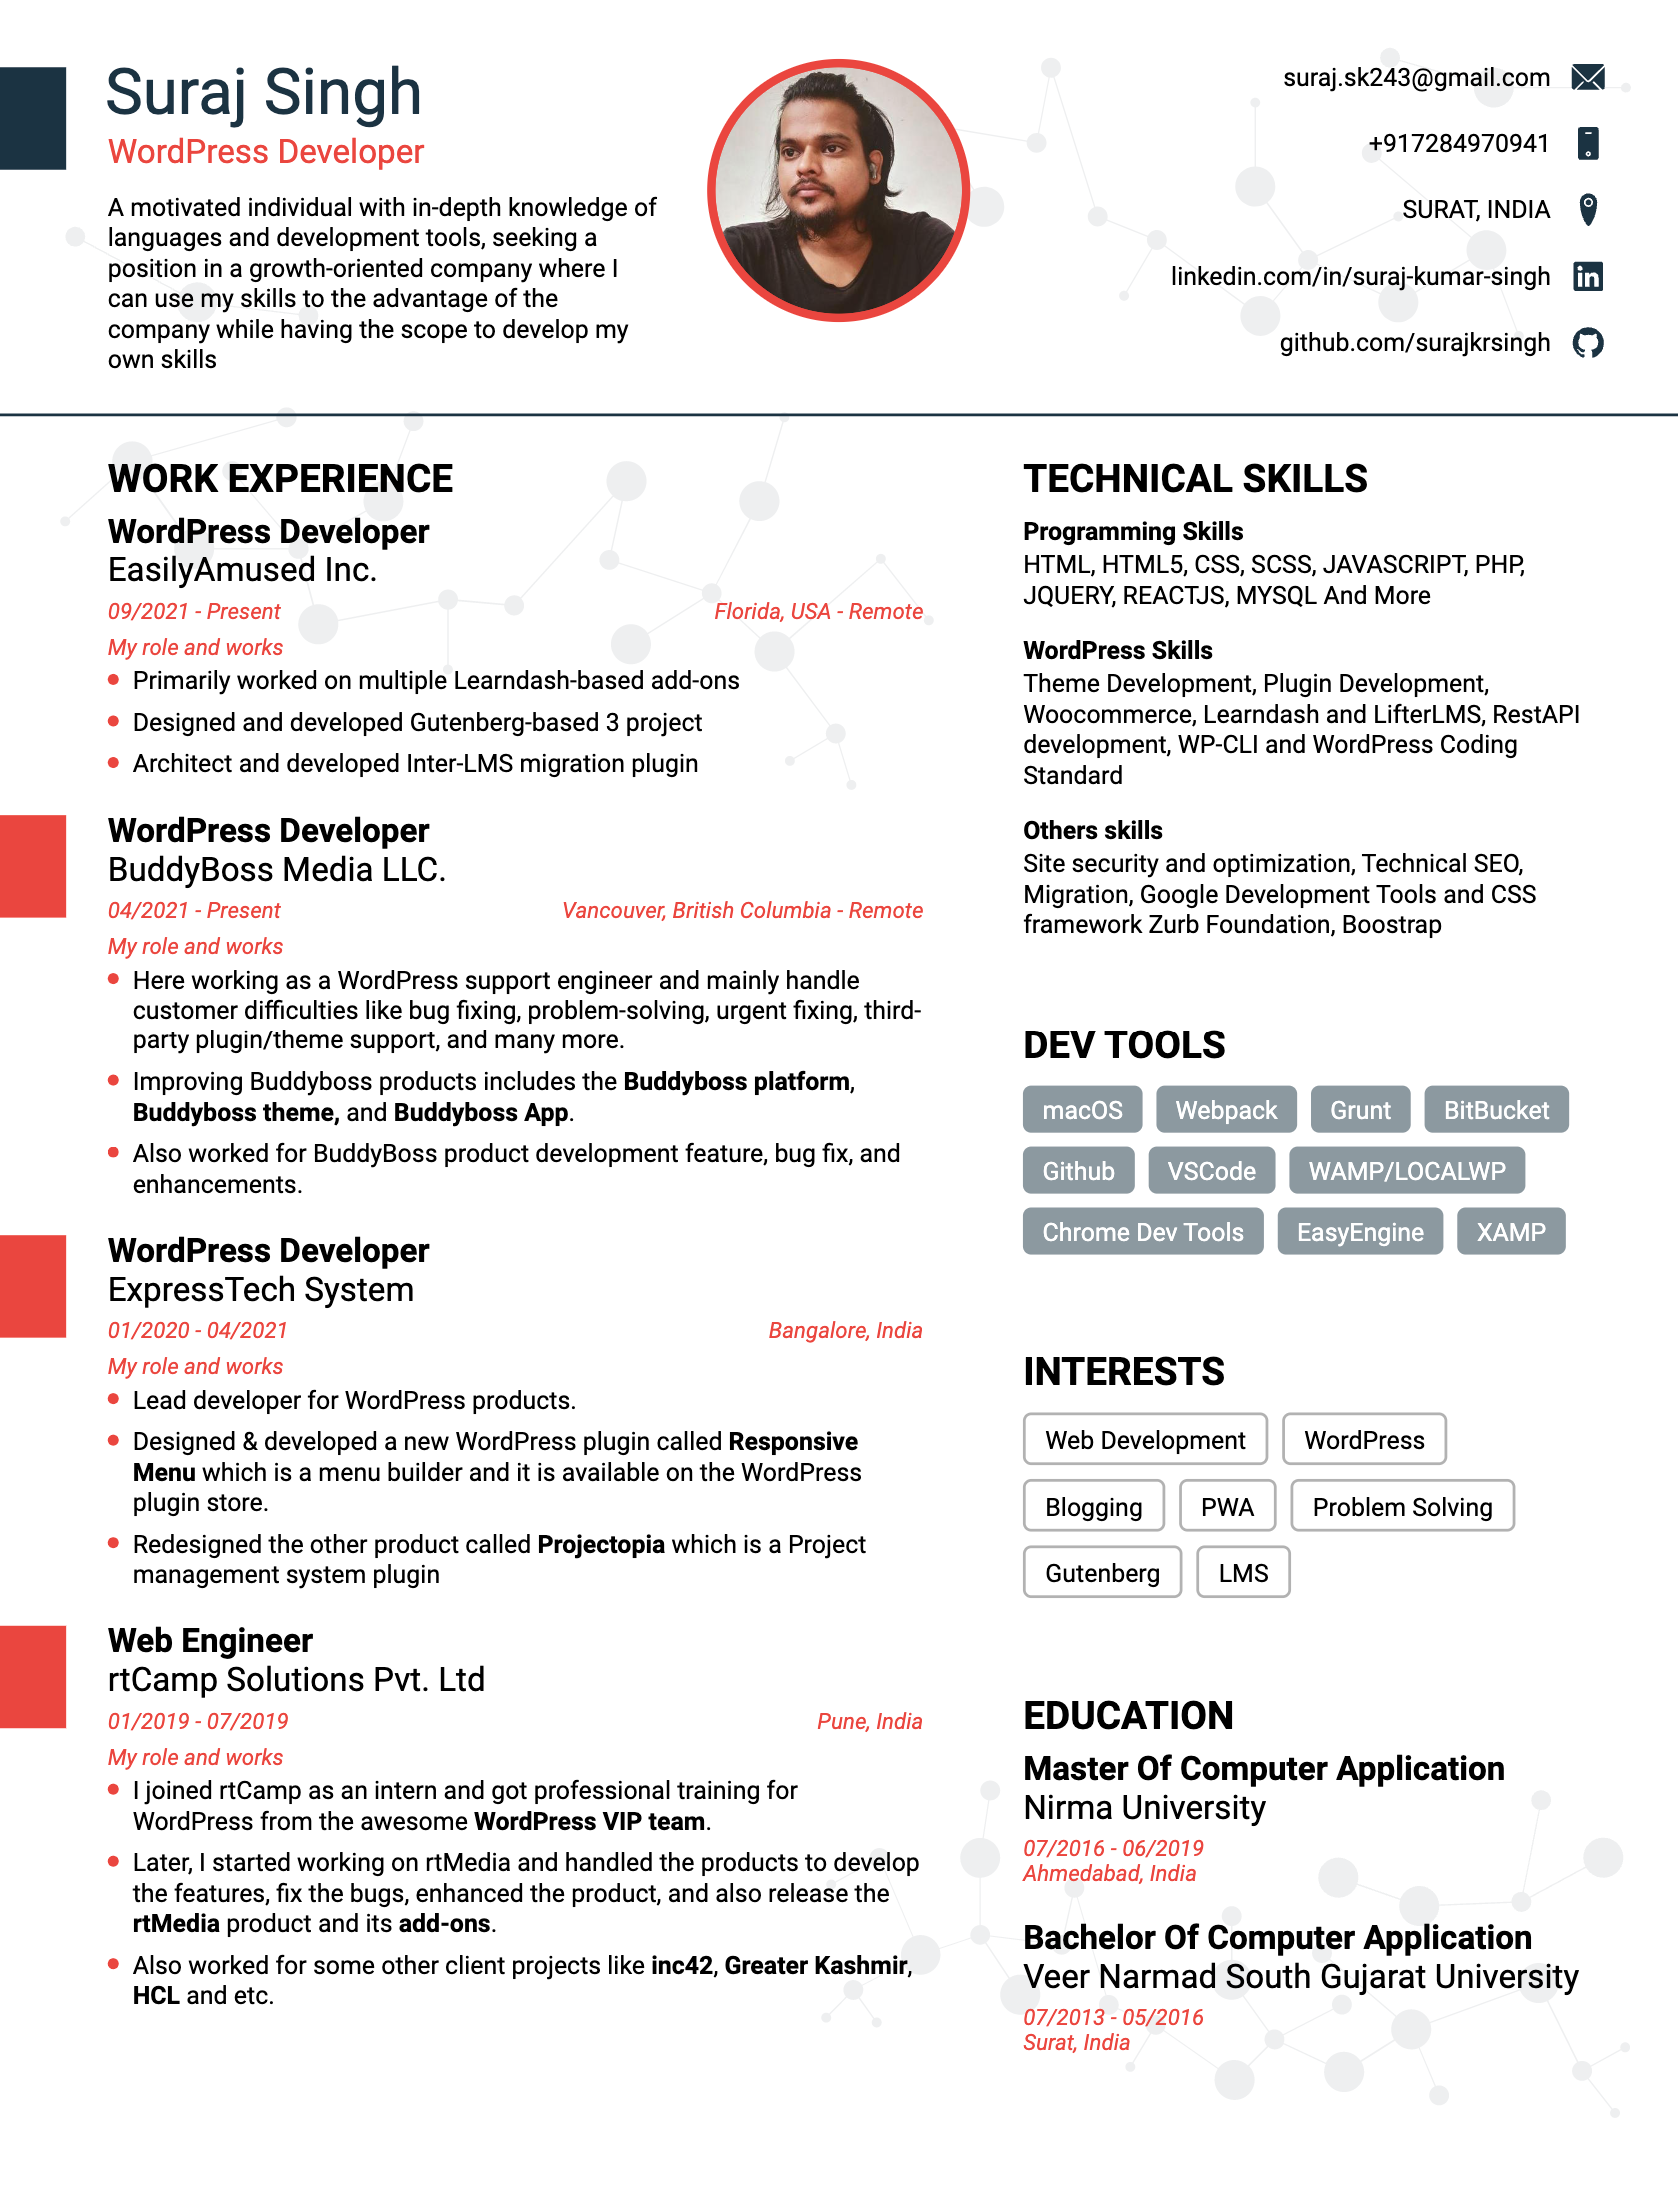 Suraj Singh
WordPress Developer
A motivated individual with in-depth knowledge of
languages and development tools, seeking a
position in a growth-oriented company where I
can use my skills to the advantage of the
company while having the scope to develop my
own skills
suraj.sk243@gmail.com
+917284970941
SURAT, INDIA
linkedin.com/in/suraj-kumar-singh
github.com/surajkrsingh
WORK EXPERIENCE
WordPress Developer
EasilyAmused Inc.
09/2021 - Present
Florida, USA - Remote
My role and works
Primarily worked on multiple Learndash-based add-ons
Designed and developed Gutenberg-based 3 project
Architect and developed Inter-LMS migration plugin
WordPress Developer
BuddyBoss Media LLC.
04/2021 - Present
Vancouver, British Columbia - Remote
My role and works
Here working as a WordPress support engineer and mainly handle
customer difficulties like bug fixing, problem-solving, urgent fixing, third-
party plugin/theme support, and many more.
Improving Buddyboss products includes the Buddyboss platform,
Buddyboss theme, and Buddyboss App.
Also worked for BuddyBoss product development feature, bug fix, and
enhancements.
WordPress Developer
ExpressTech System
01/2020 - 04/2021
Bangalore, India
My role and works
Lead developer for WordPress products.
Designed & developed a new WordPress plugin called Responsive
Menu which is a menu builder and it is available on the WordPress
plugin store.
Redesigned the other product called Projectopia which is a Project
management system plugin
Web Engineer
rtCamp Solutions Pvt. Ltd
01/2019 - 07/2019
Pune, India
My role and works
I joined rtCamp as an intern and got professional training for
WordPress from the awesome WordPress VIP team.
Later, I started working on rtMedia and handled the products to develop
the features, fix the bugs, enhanced the product, and also release the
rtMedia product and its add-ons.
Also worked for some other client projects like inc42, Greater Kashmir,
HCL and etc.
TECHNICAL SKILLS
Programming Skills
HTML, HTML5, CSS, SCSS, JAVASCRIPT, PHP,
JQUERY, REACTJS, MYSQL And More
WordPress Skills
Theme Development, Plugin Development,
Woocommerce, Learndash and LifterLMS, RestAPI
development, WP-CLI and WordPress Coding
Standard
Others skills
Site security and optimization, Technical SEO,
Migration, Google Development Tools and CSS
framework Zurb Foundation, Boostrap
DEV TOOLS
macOS Webpack Grunt BitBucket
Github VSCode WAMP/LOCALWP
Chrome Dev Tools EasyEngine XAMP
INTERESTS
Web Development WordPress
Blogging PWA Problem Solving
Gutenberg LMS
EDUCATION
Master Of Computer Application
Nirma University
07/2016 - 06/2019
Ahmedabad, India
Bachelor Of Computer Application
Veer Narmad South Gujarat University
07/2013 - 05/2016
Surat, India